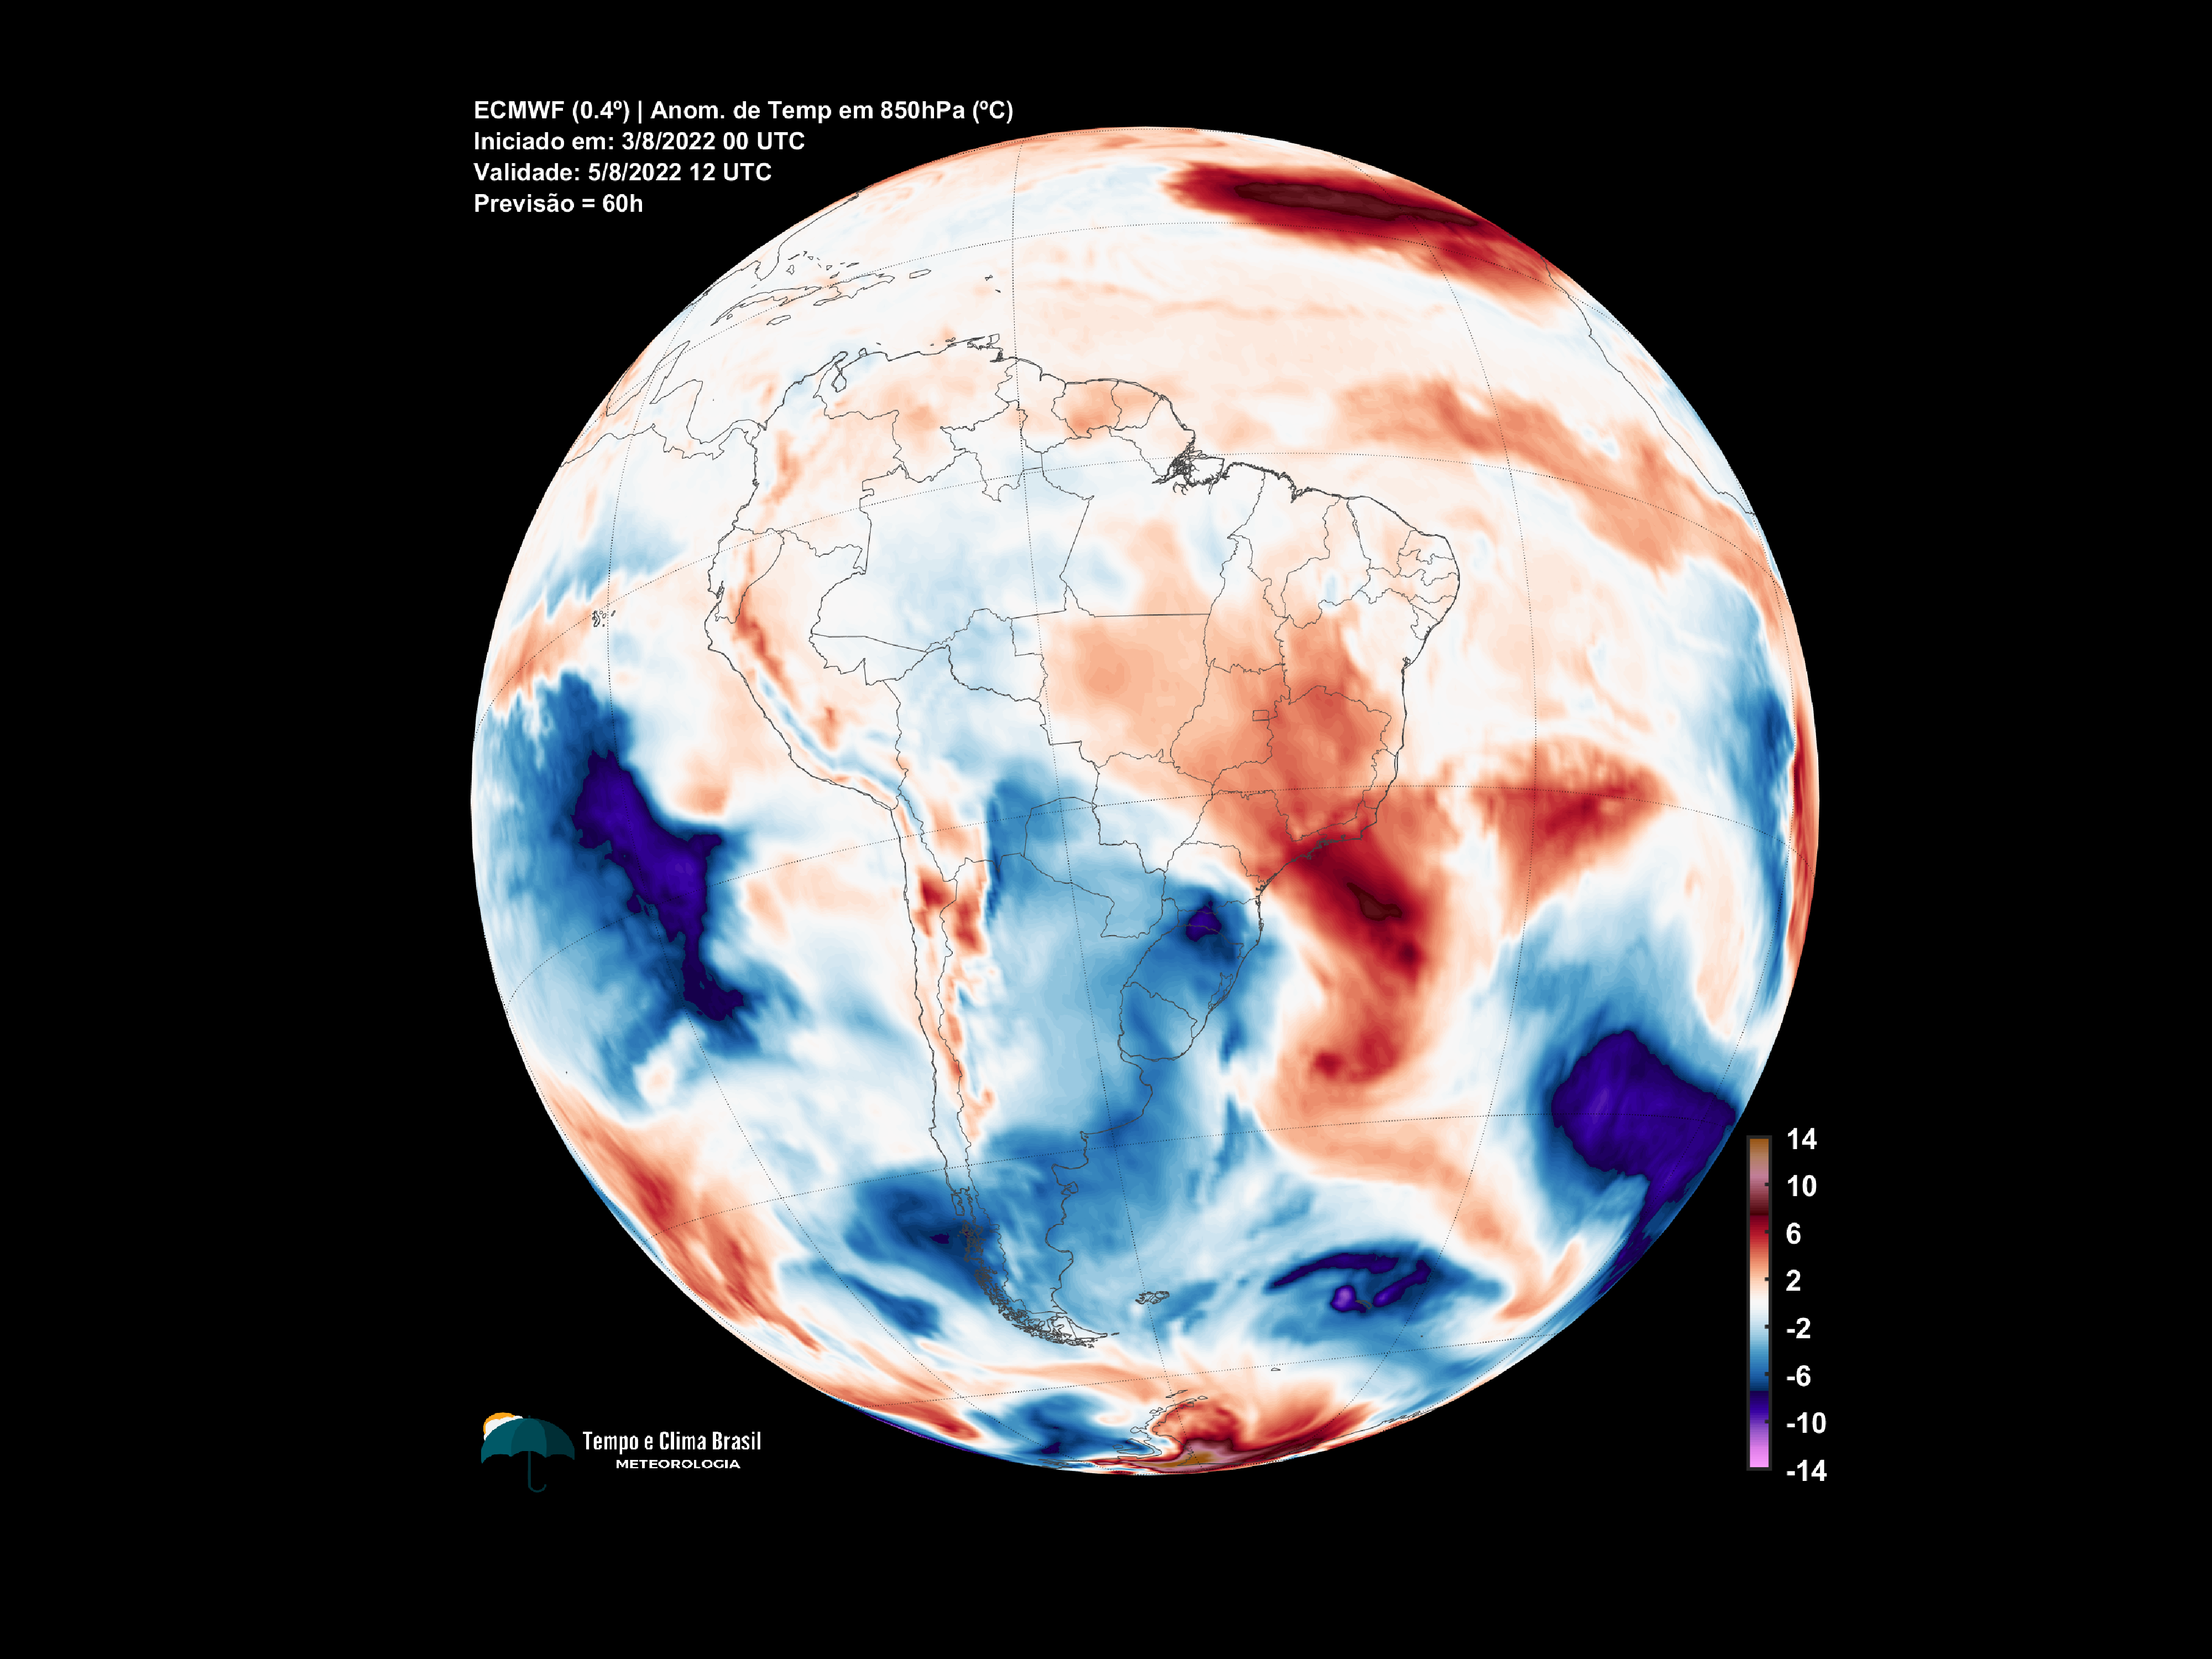 ECMWF (0.4º) | Anom. de Temp em 850hPa (ºC)
Iniciado em: 3/8/2022 00 UTC
Validade: 5/8/2022 12 UTC
Previsão = 60h
14
10
6
2
-2
-6
-10
-14
Tempo e Clima Brasil
METEOROLOGIA